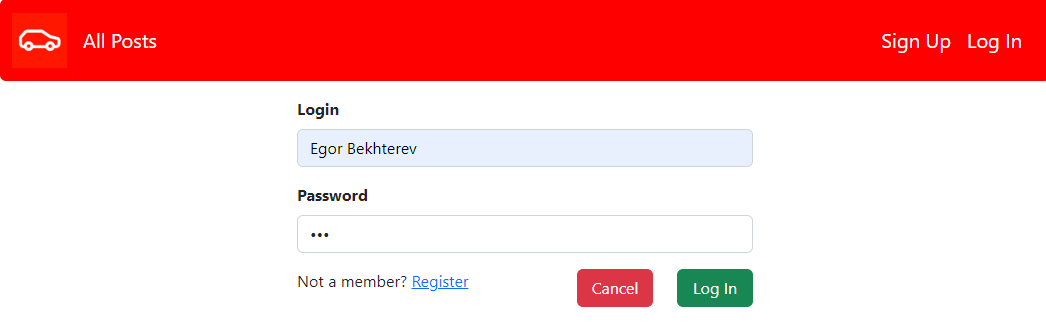 All Posts Sign Up Log In
Login
Egor Bekhterev
Password
•••
Not a member? Register Cancel Log In